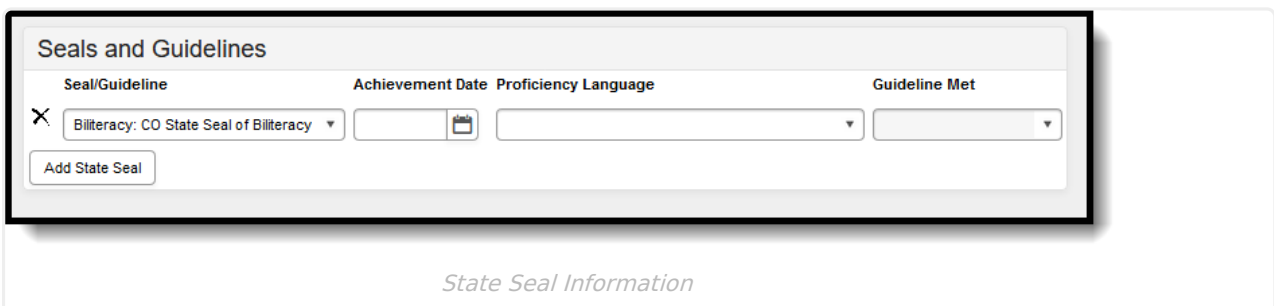 Seals and Guidelines
Seal/Guideline Achievement Date Proficiency Language Guideline Met
Biliteracy: CO State Seal of Biliteracy
Add State Seal
State Seal Information